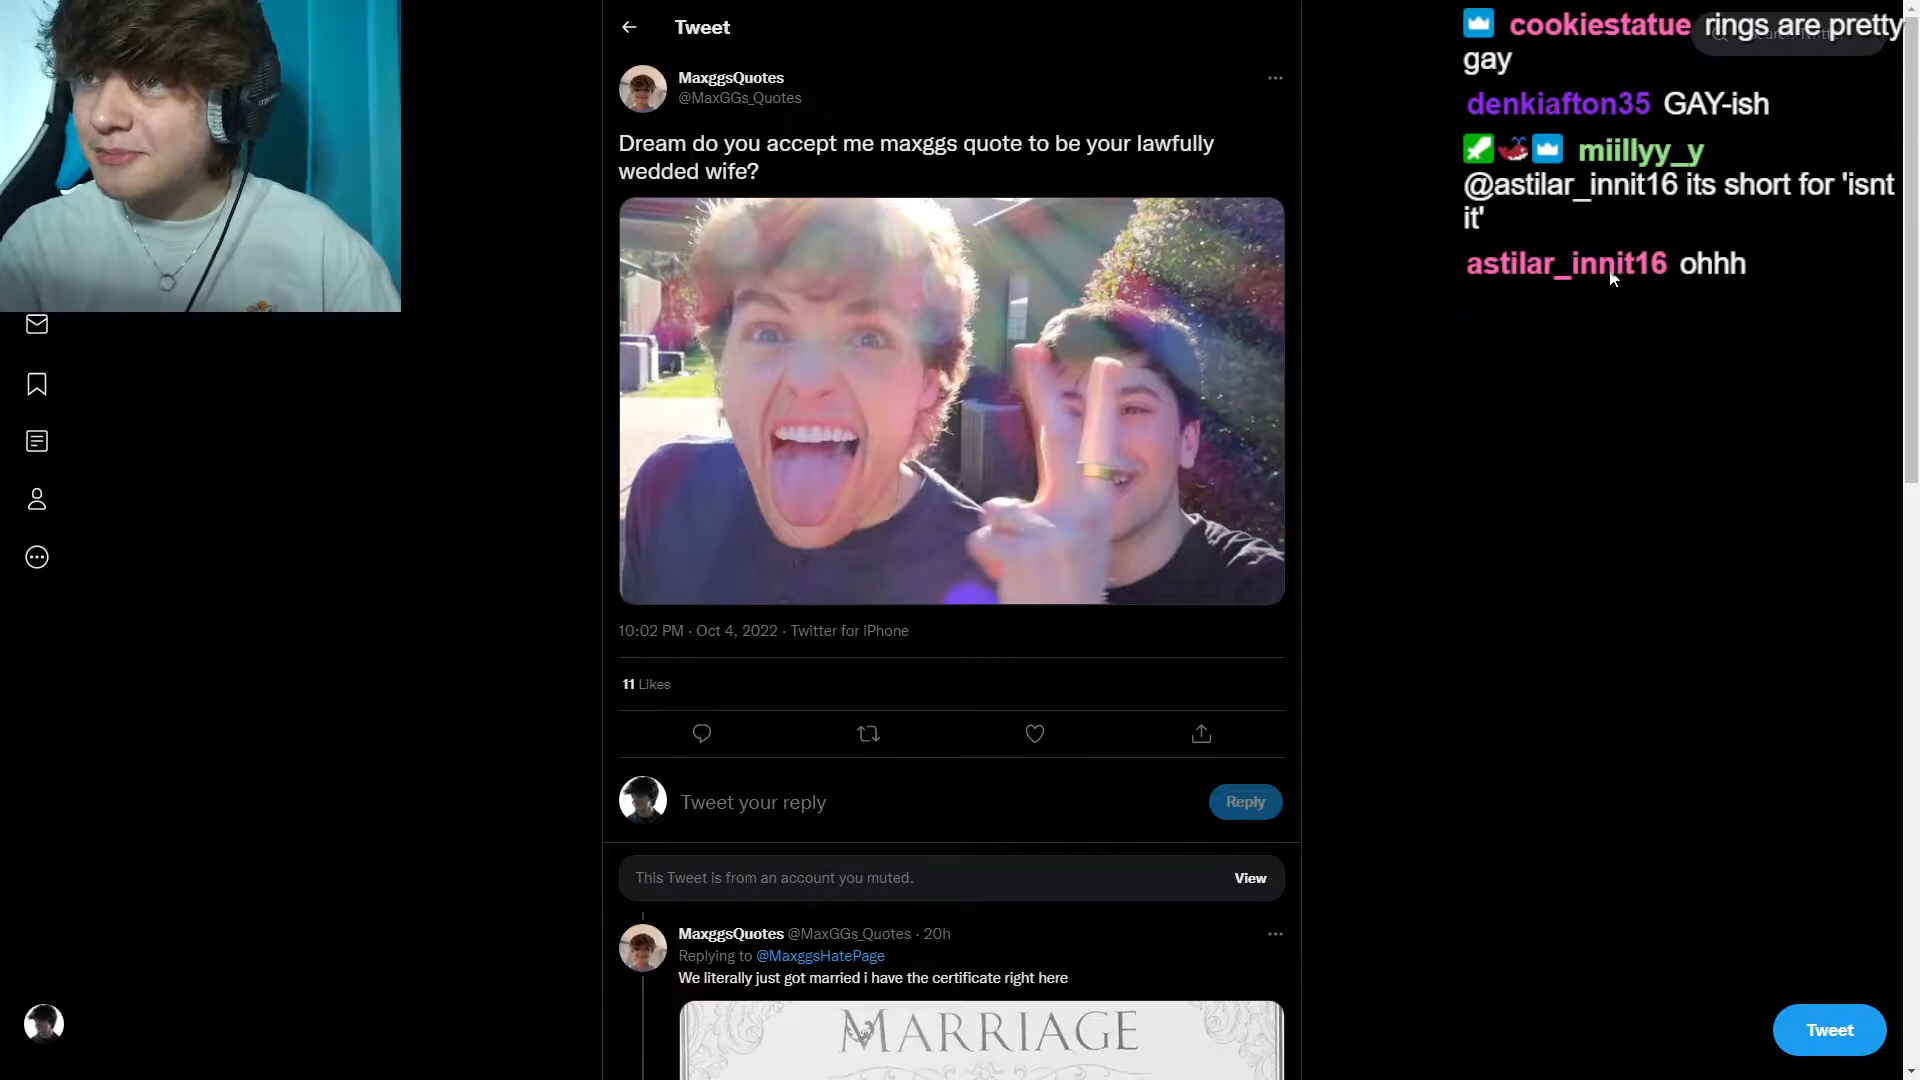 Tweet
MaxggsQuotes
@MaxGGs_Quotes
Dream do you accept me maxggs quote to be your lawfully
wedded wife?
10:02 PM · Oct 4, 2022 · Twitter for iPhone
11 Likes
Tweet your reply
Reply
This Tweet is from an account you muted.
View
MaxggsQuotes @MaxGGs_Quotes · 20h
Replying to @MaxggsHatePage
We literally just got married i have the certificate right here
MARRIAGE
cookiestatue rings are pretty
gay
denkiafton35 GAY-ish
miillyy_y
@astilar_innit16 its short for 'isnt
it'
astilar_innit16 ohhh
Tweet